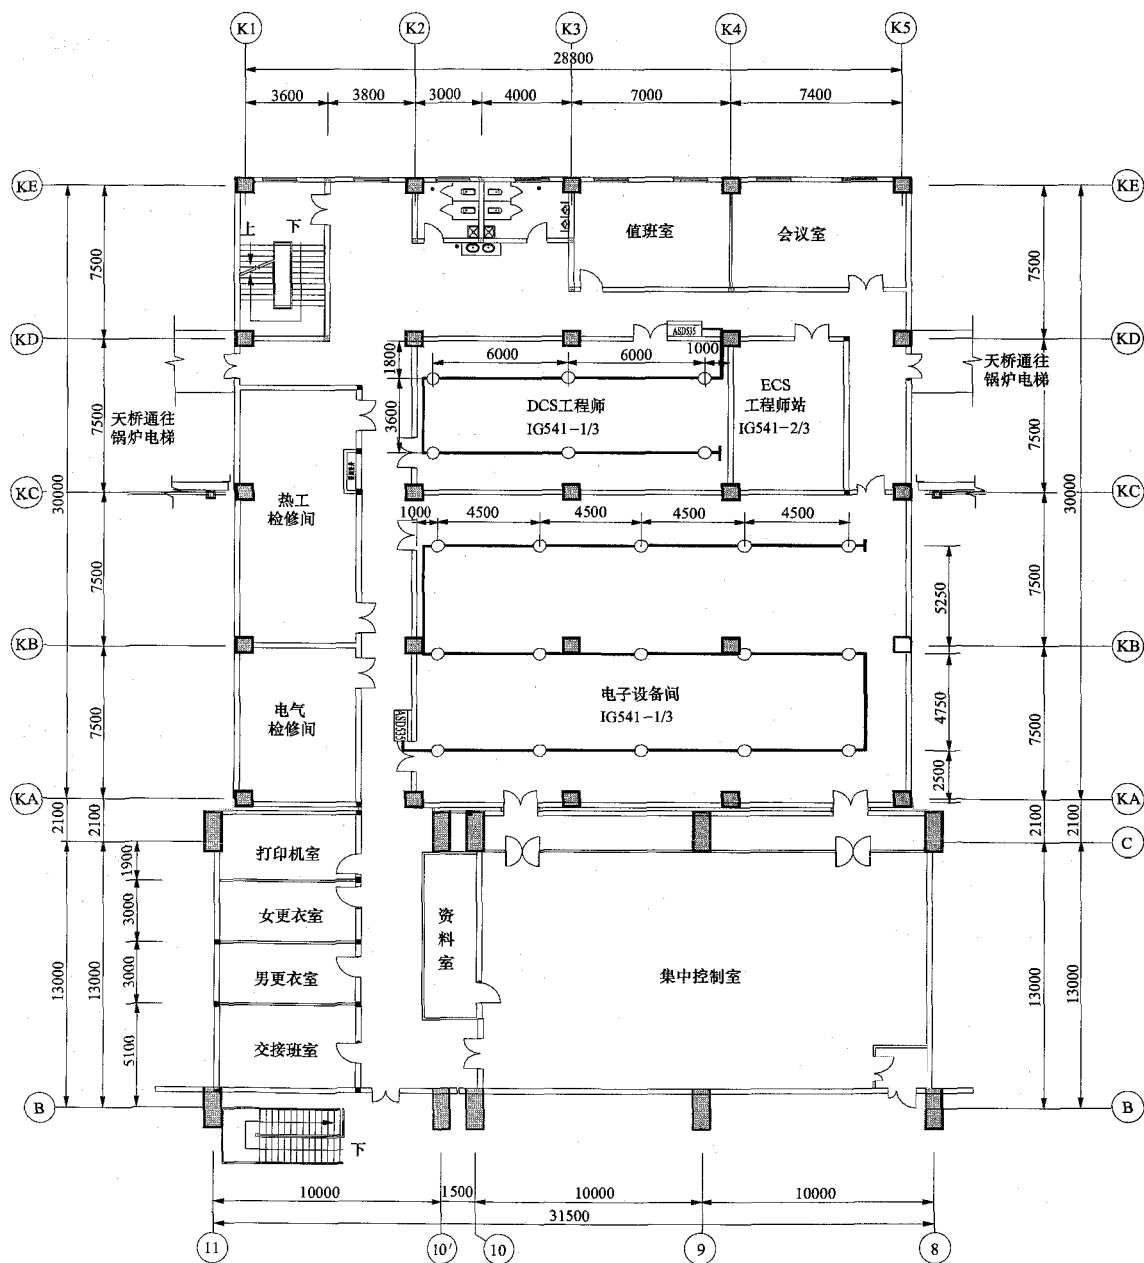 K1
K2
K3
K4
K5
28800
3600
3800
3000
4000
7000
7400
KE
KE
上
下
值班室
会议室
7500
7500
KD
KD
ASD535
6000
6000
1000
1800
3600
天桥通往
锅炉电梯
天桥通往
锅炉电梯
DCS工程师
IG541-1/3
ECS
工程师站
IG541-2/3
7500
7500
30000
30000
KC
KC
热工
检修间
1000
4500
4500
4500
4500
7500
7500
5250
KB
KB
电气
检修间
ASD535
电子设备间
IG541-1/3
7500
7500
4750
2500
KA
KA
2100
2100
2100
2100
C
打印机室
1900
女更衣室
3000
资
料
室
男更衣室
3000
集中控制室
13000
13000
13000
13000
交接班室
5100
B
B
下
10000
1500
10000
10000
31500
11
10'
10
9
8